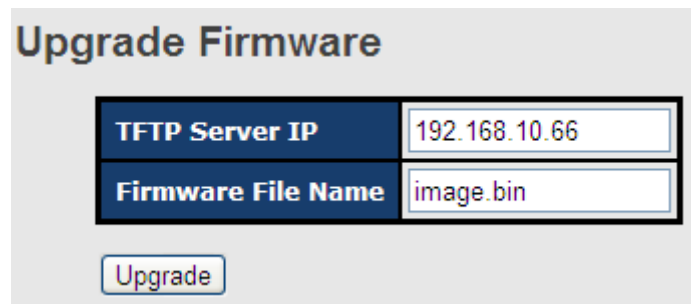 Upgrade Firmware
TFTP Server IP 192.168.10.66
Firmware File Name image.bin
Upgrade